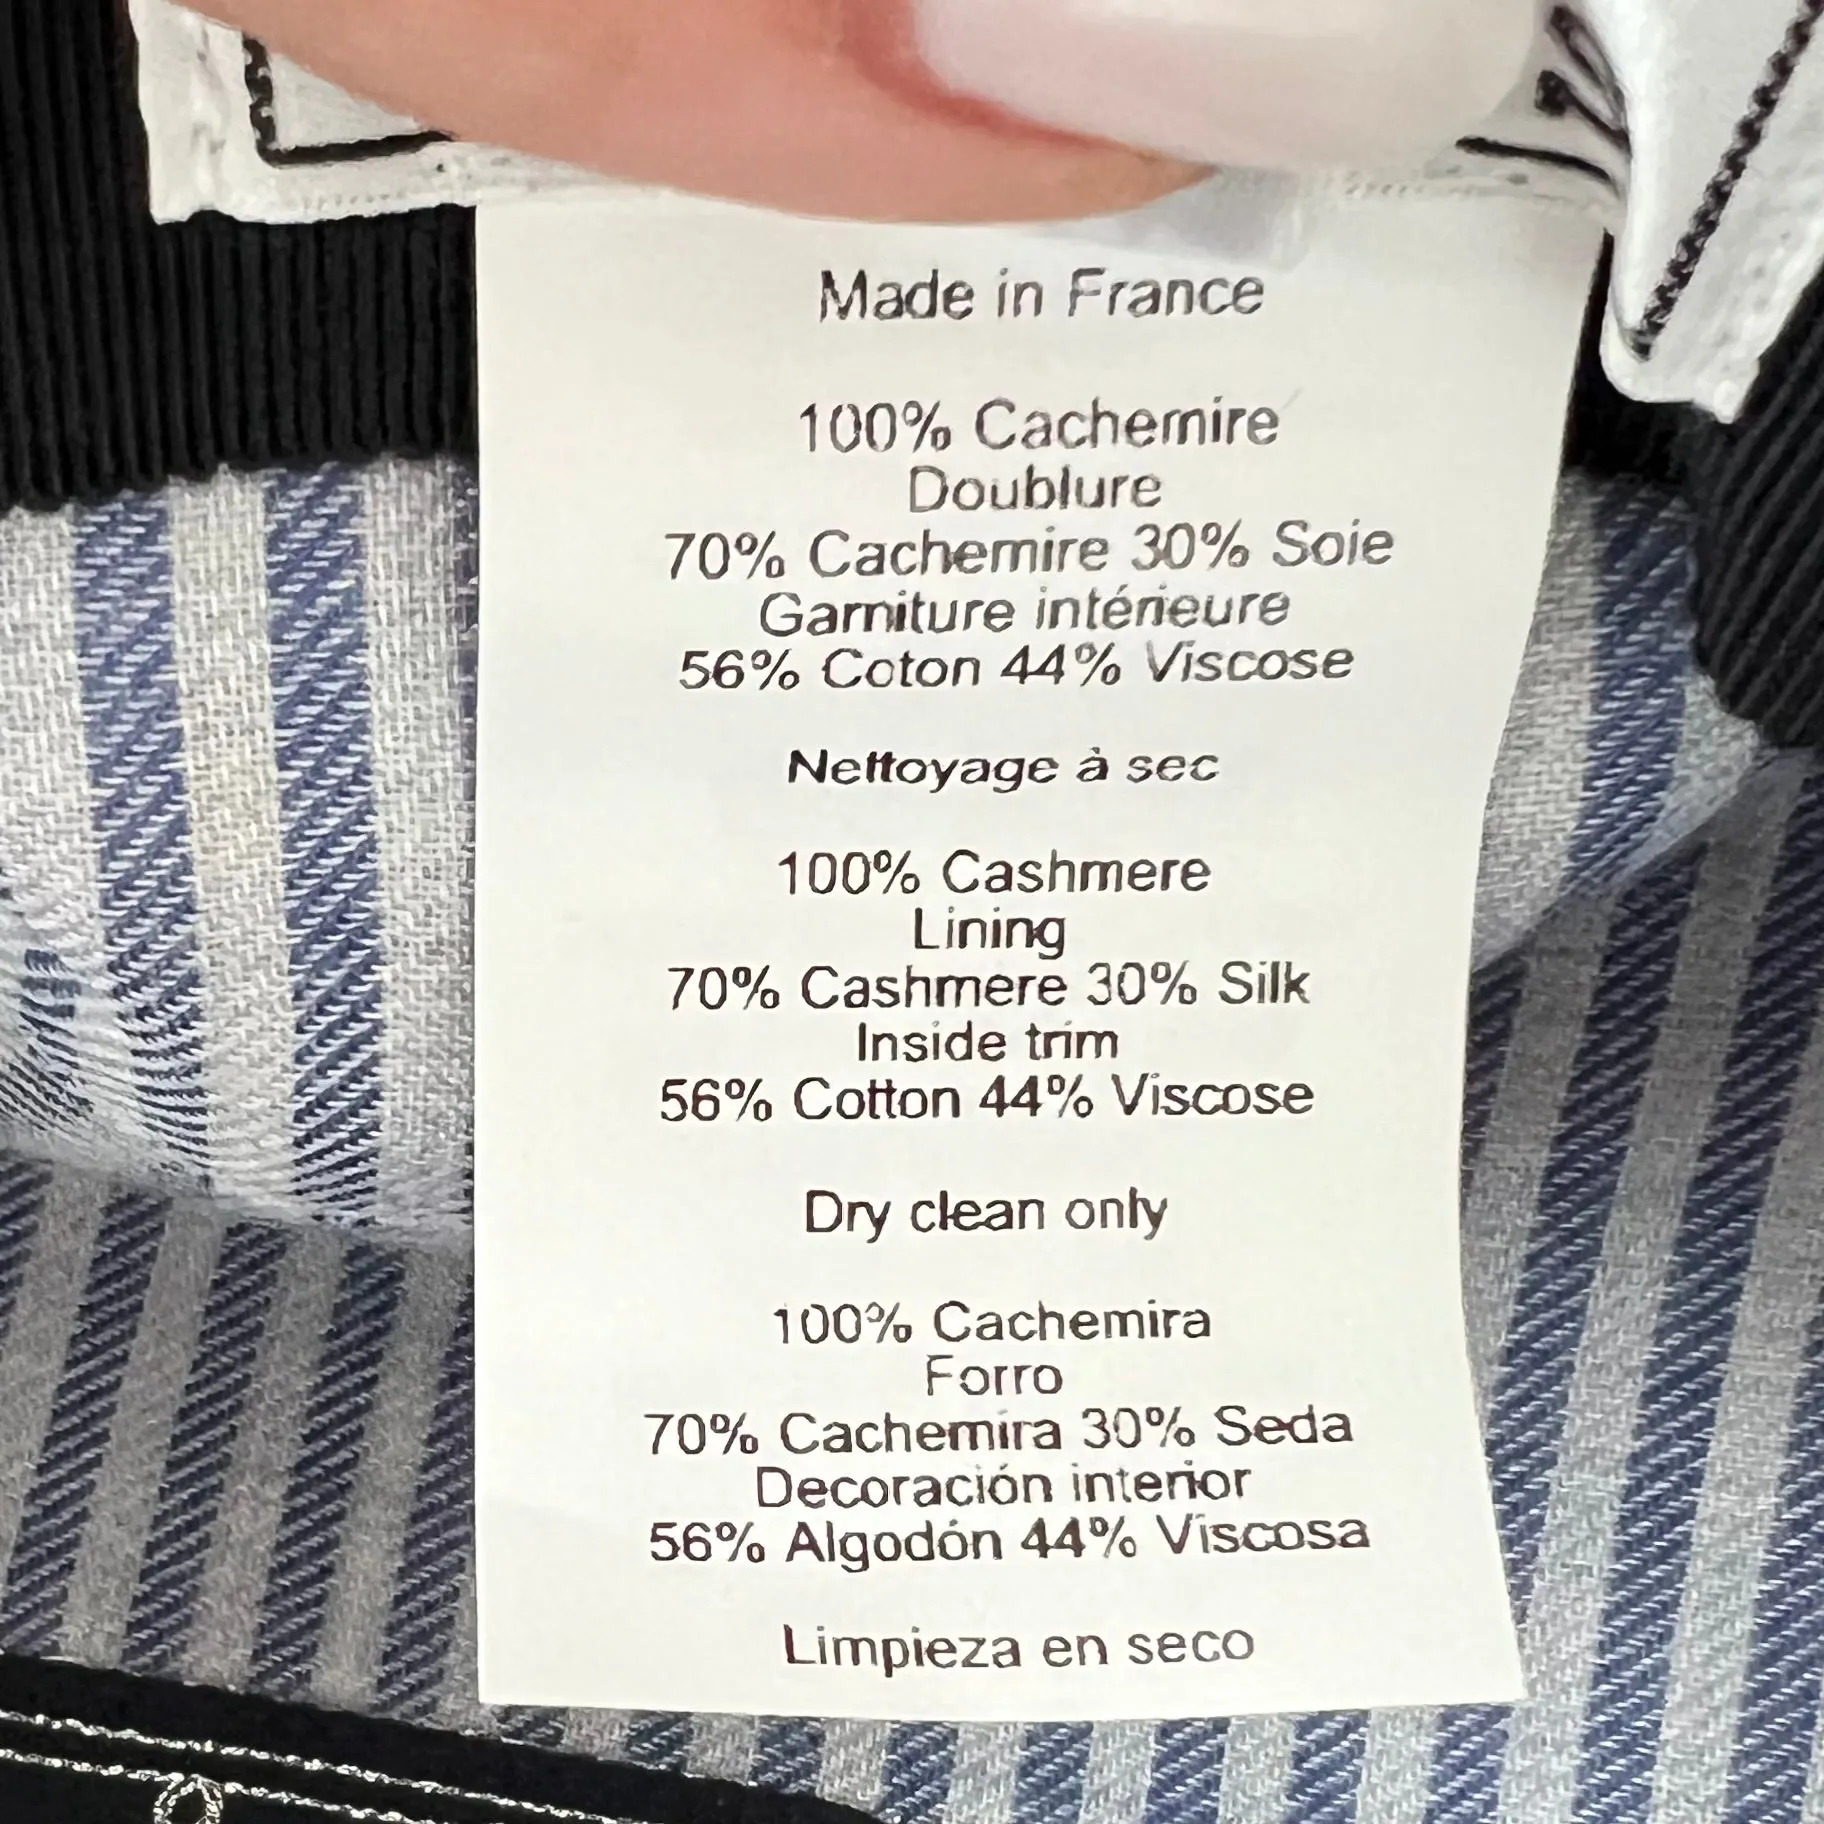 Made in France
100% Cachemire
Doublure
70% Cachemire 30% Soie
Garniture intérieure
56% Coton 44% Viscose
Nettoyage à sec
100% Cashmere
Lining
70% Cashmere 30% Silk
Inside trim
56% Cotton 44% Viscose
Dry clean only
100% Cachemira
Forro
70% Cachemira 30% Seda
Decoración interior
56% Algodón 44% Viscosa
Limpieza en seco